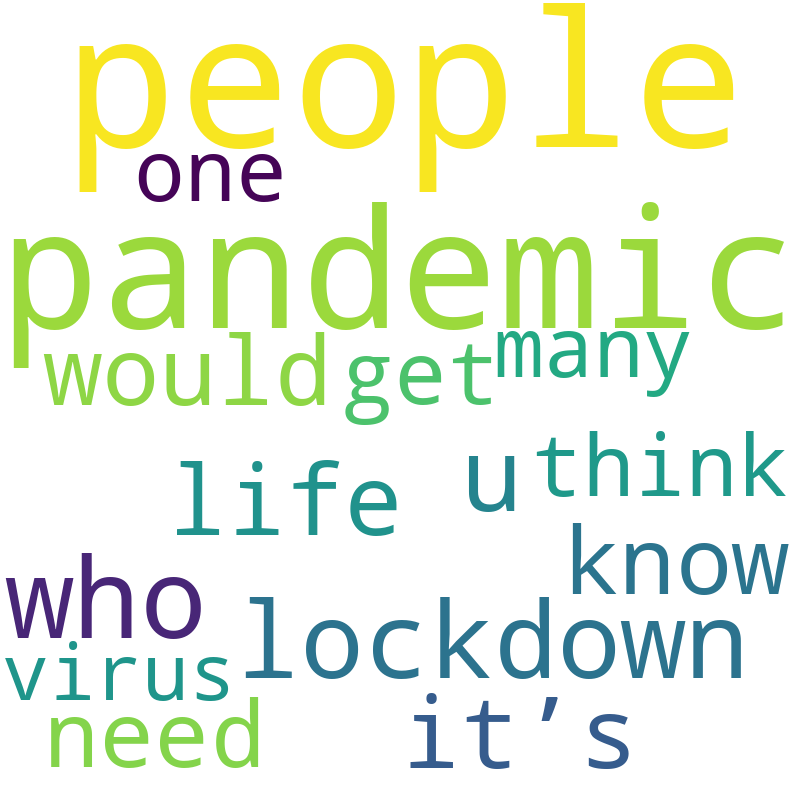 people
one
pandemic
would get many
life u think
know
who lockdown
virus
need it’s